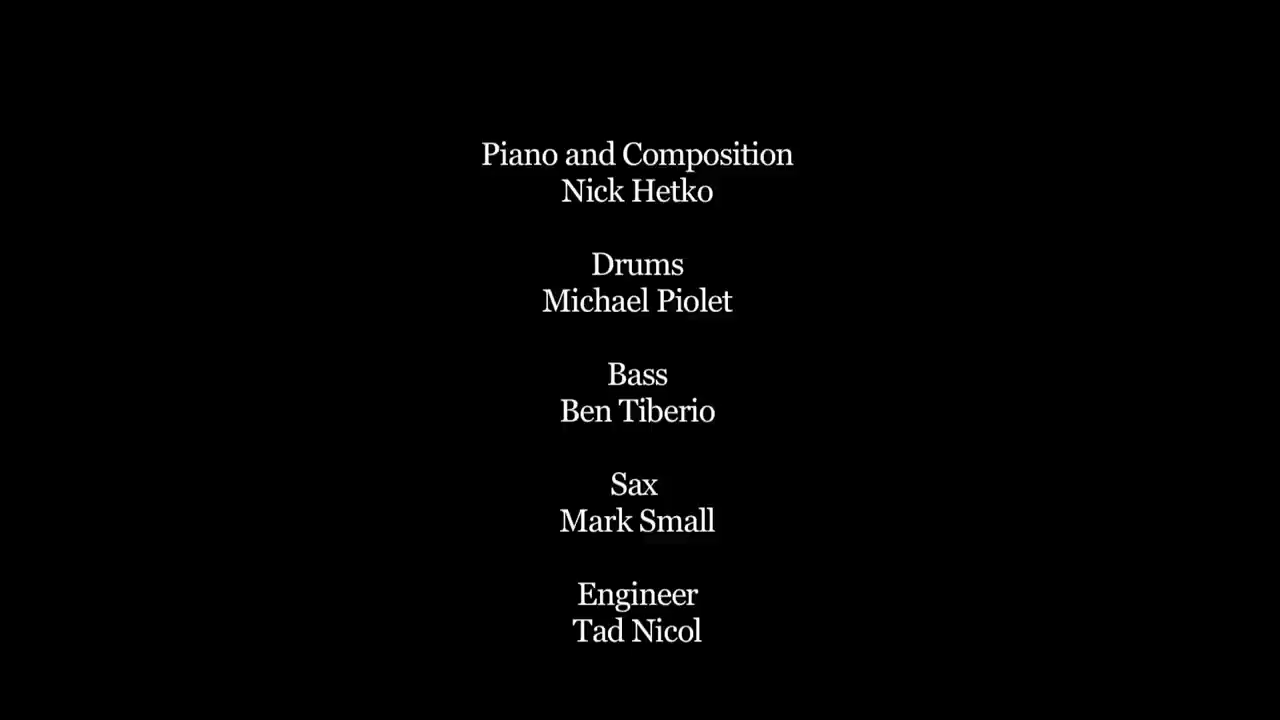 Piano and Composition
Nick Hetko
Drums
Michael Piolet
Bass
Ben Tiberio
Sax
Mark Small
Engineer
Tad Nicol